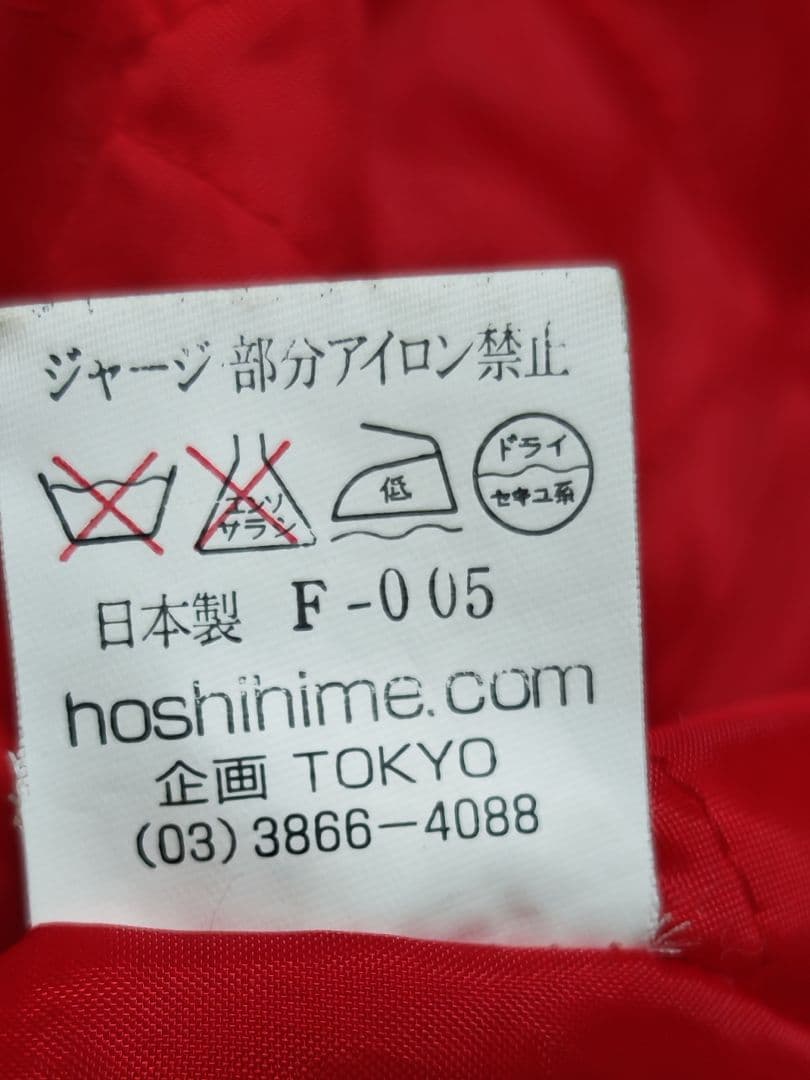 ジャージ 部分アイロン禁止
エンソ
サラシ
低
ドライ
セキユ系
日本製 F-005
hoshihime.com
企画 TOKYO
(03) 3866-4088